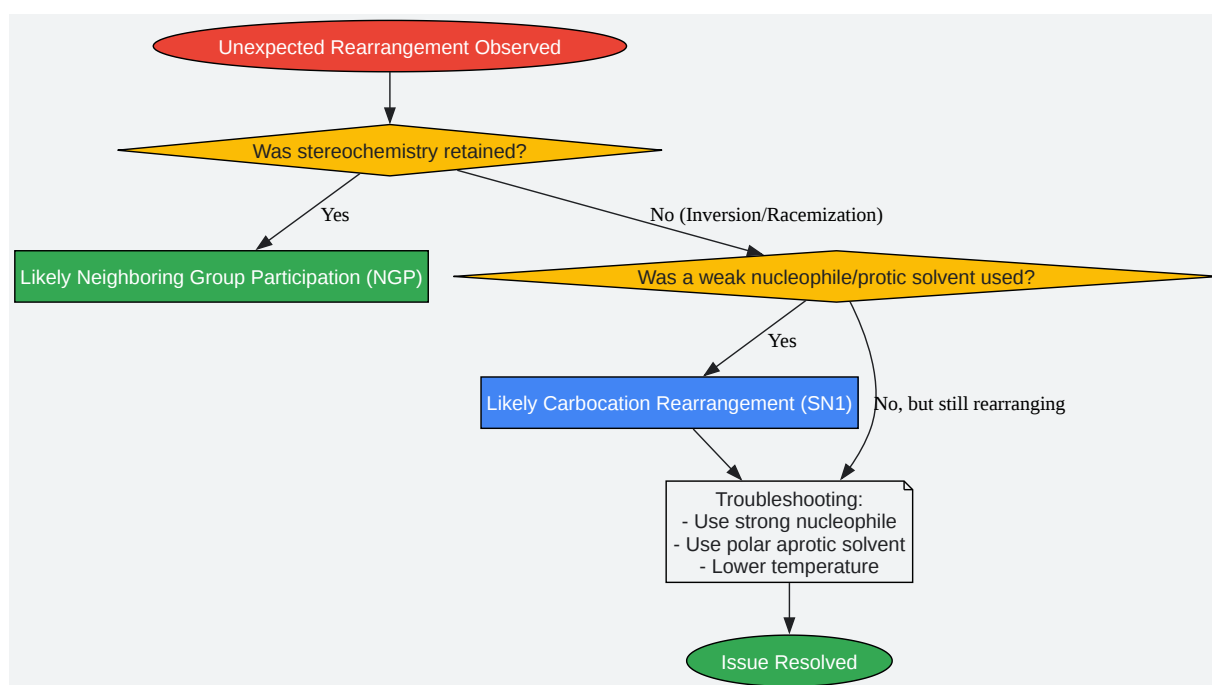 Unexpected Rearrangement Observed
Was stereochemistry retained?
Yes
No (Inversion/Racemization)
Likely Neighboring Group Participation (NGP)
Was a weak nucleophile/protic solvent used?
Yes
Likely Carbocation Rearrangement (SN1)
No, but still rearranging
Troubleshooting:
- Use strong nucleophile
- Use polar aprotic solvent
- Lower temperature
Issue Resolved